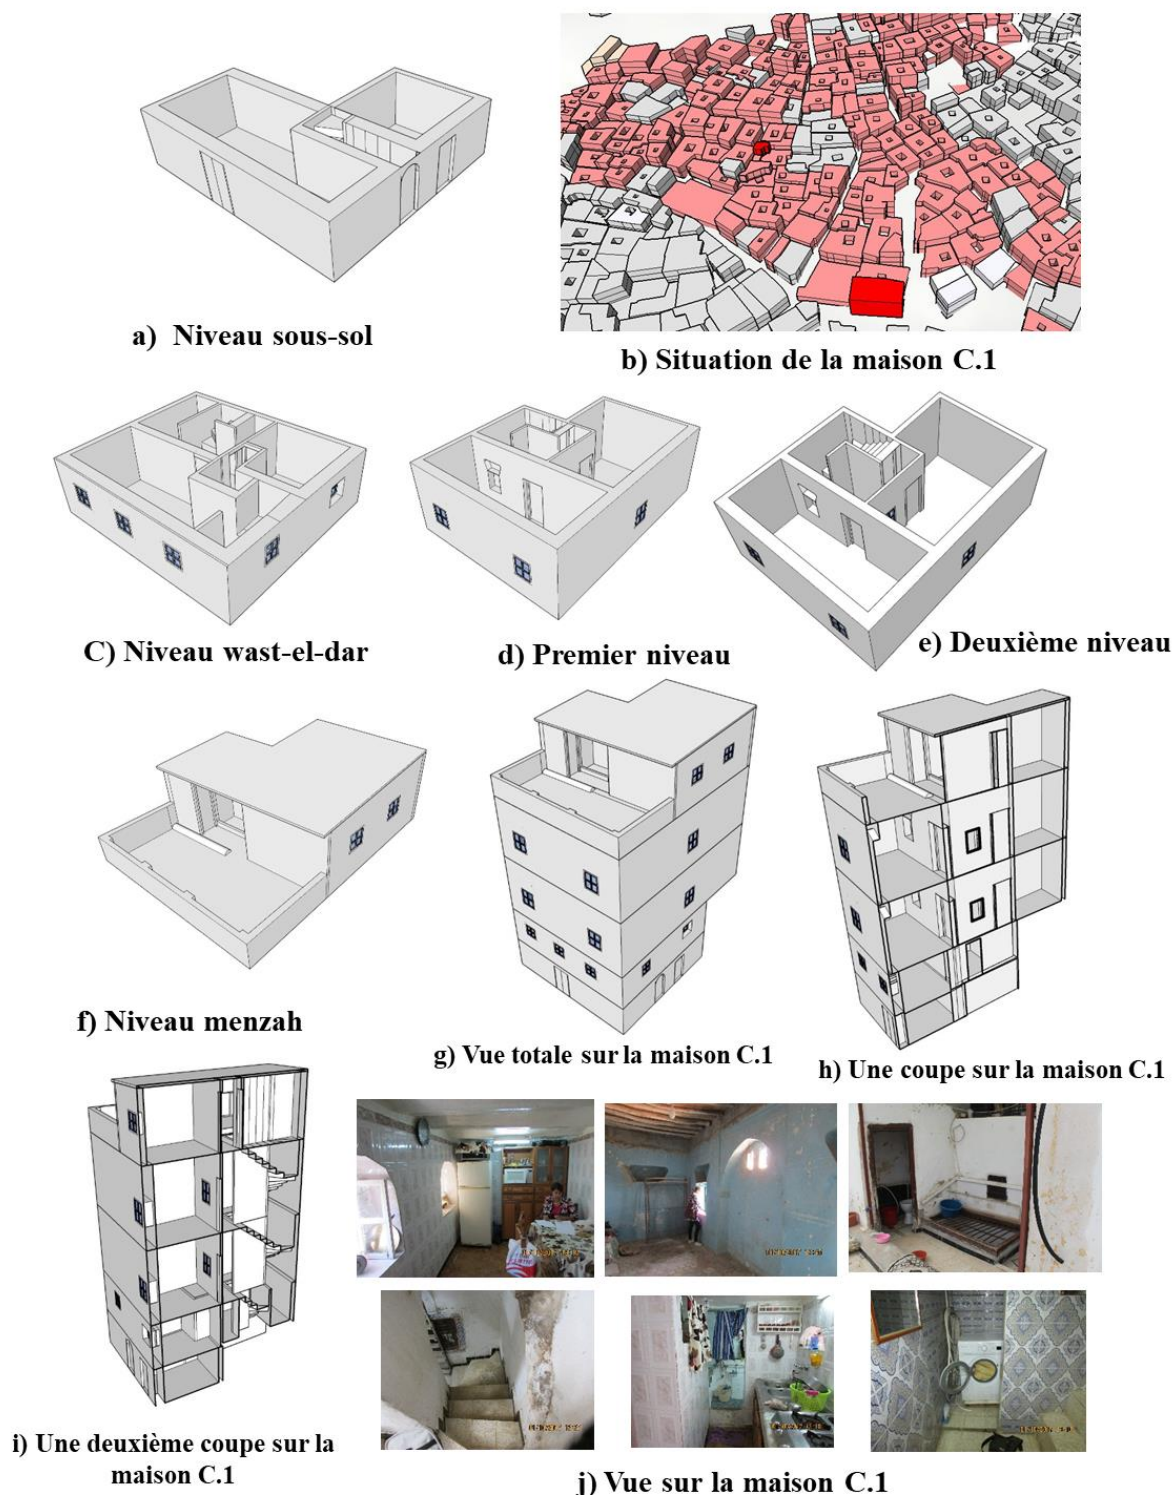 a) Niveau sous-sol
b) Situation de la maison C.1
C) Niveau wast-el-dar
d) Premier niveau
e) Deuxième niveau
f) Niveau menzah
g) Vue totale sur la maison C.1
h) Une coupe sur la maison C.1
i) Une deuxième coupe sur la
maison C.1
j) Vue sur la maison C.1